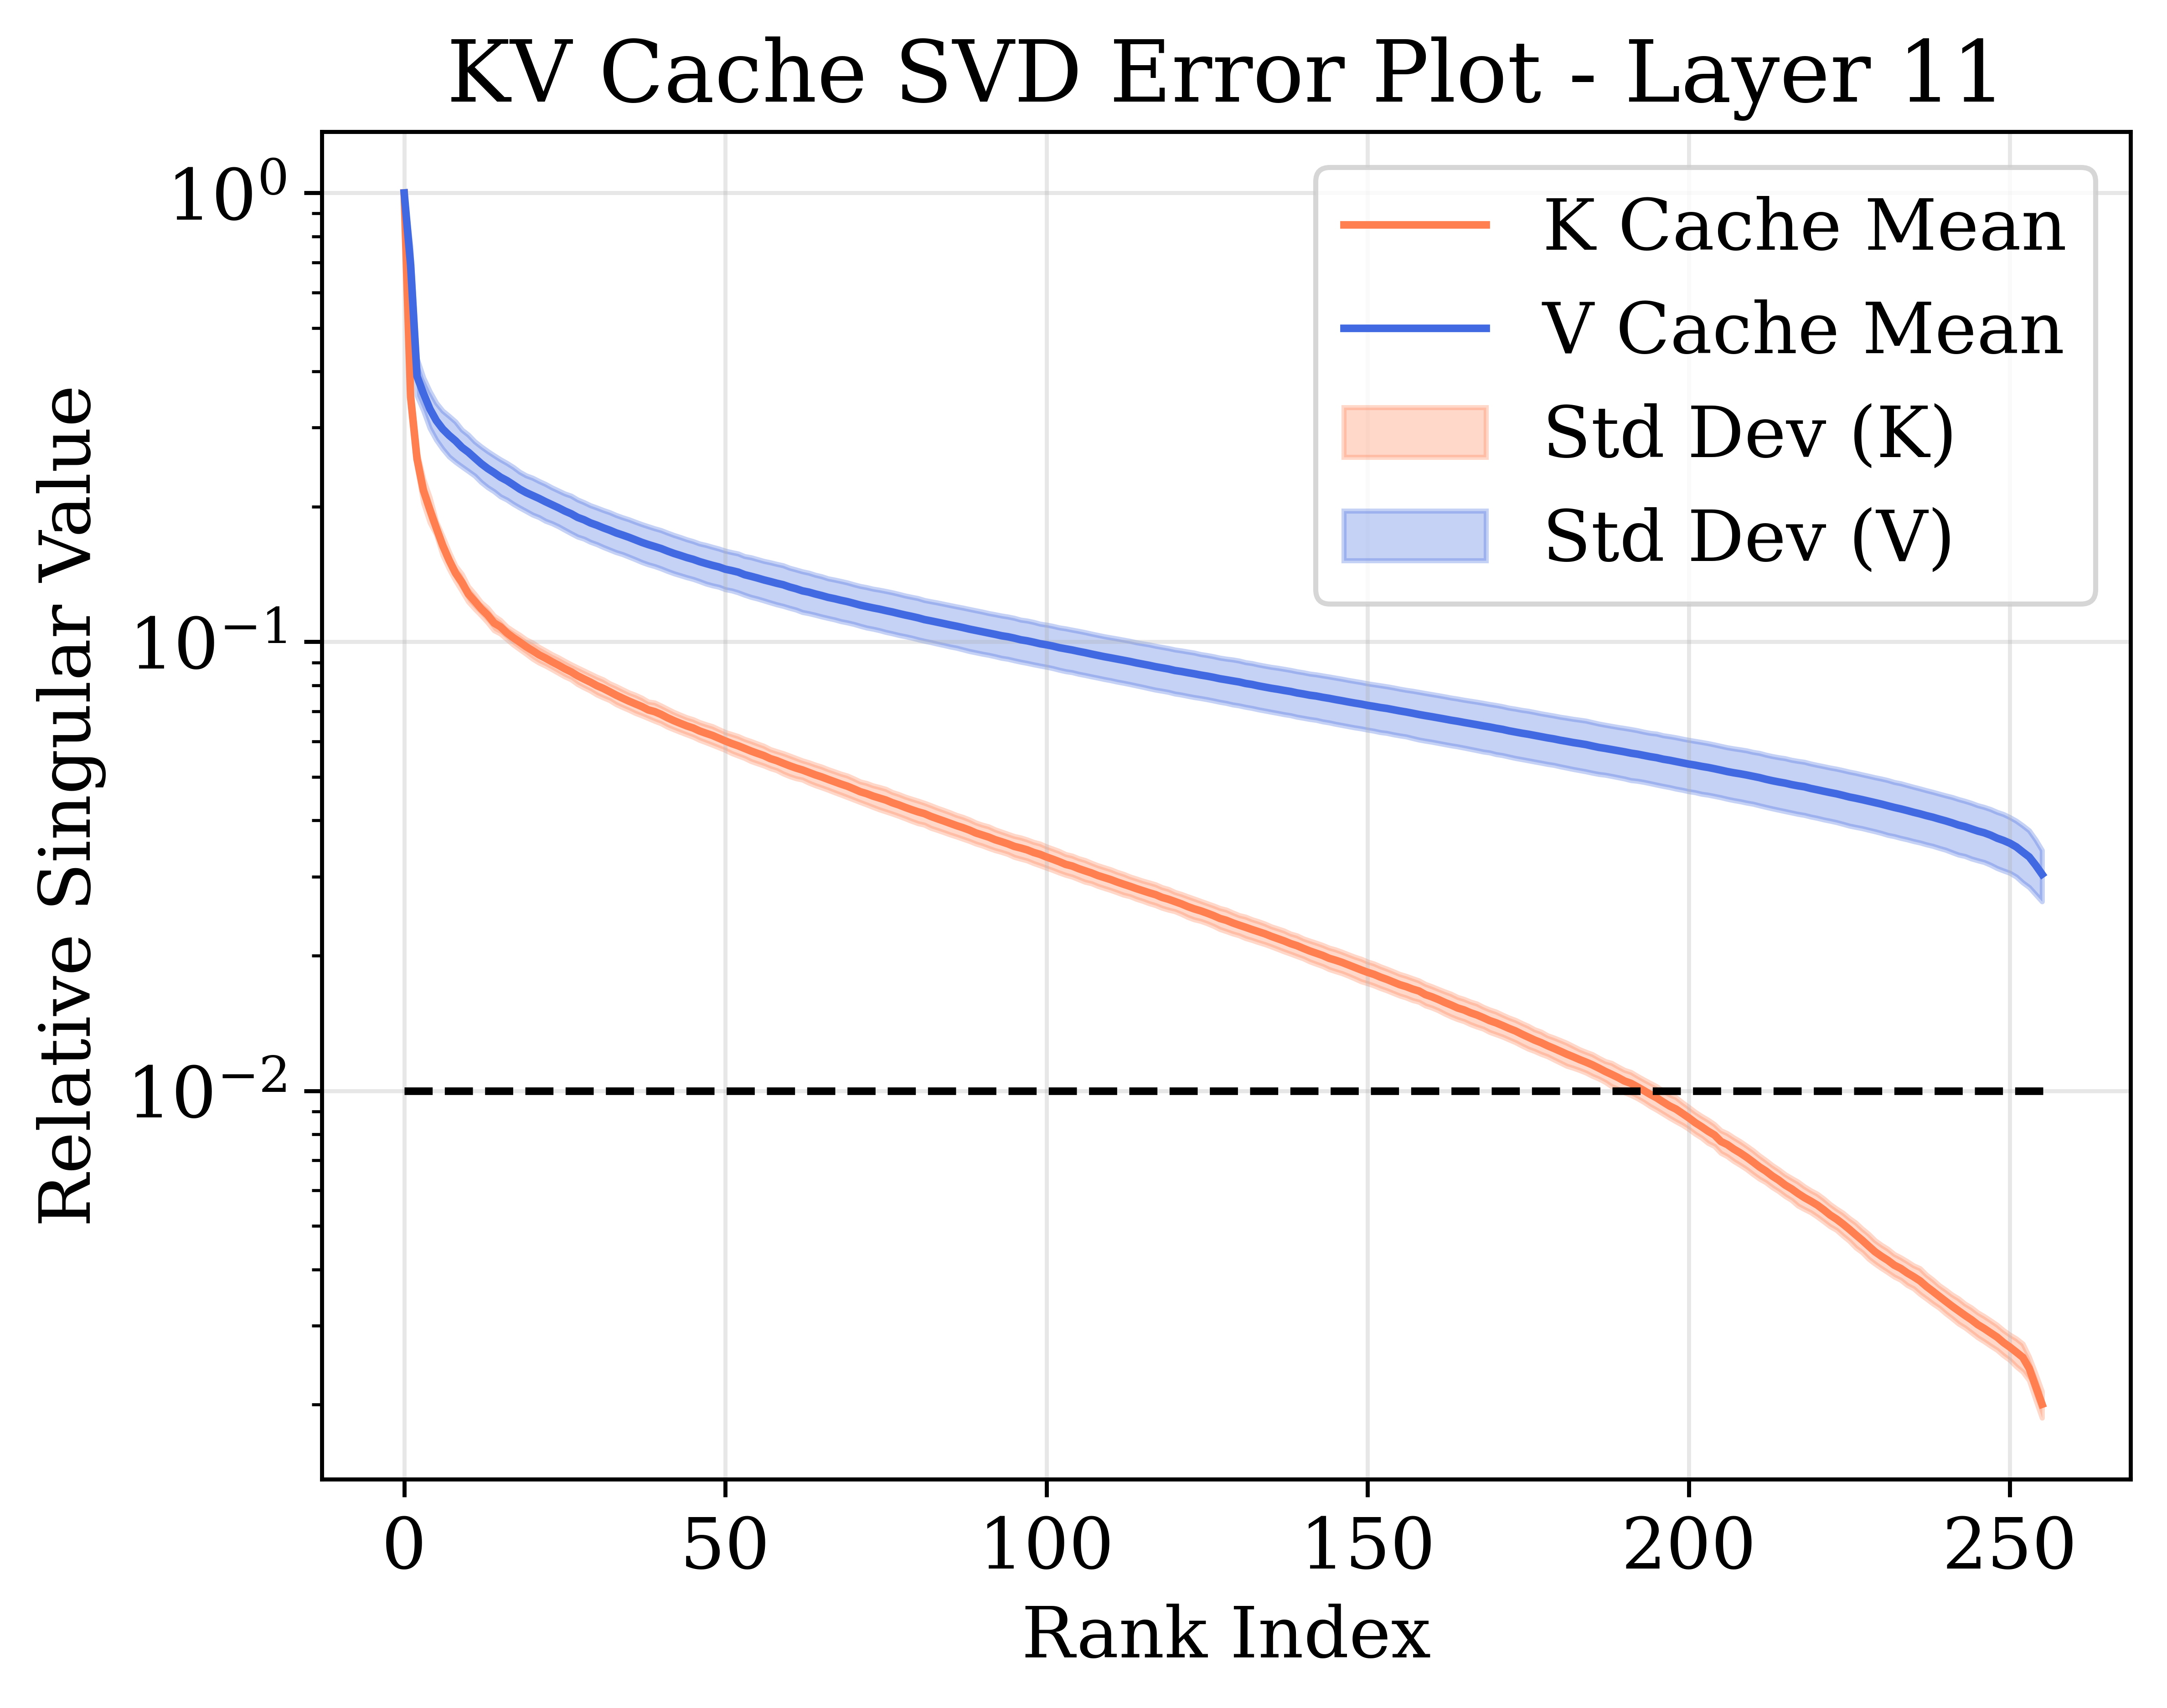 KV Cache SVD Error Plot - Layer 11
Relative Singular Value
10⁰
10⁻¹
10⁻²
K Cache Mean
V Cache Mean
Std Dev (K)
Std Dev (V)
0 50 100 150 200 250
Rank Index